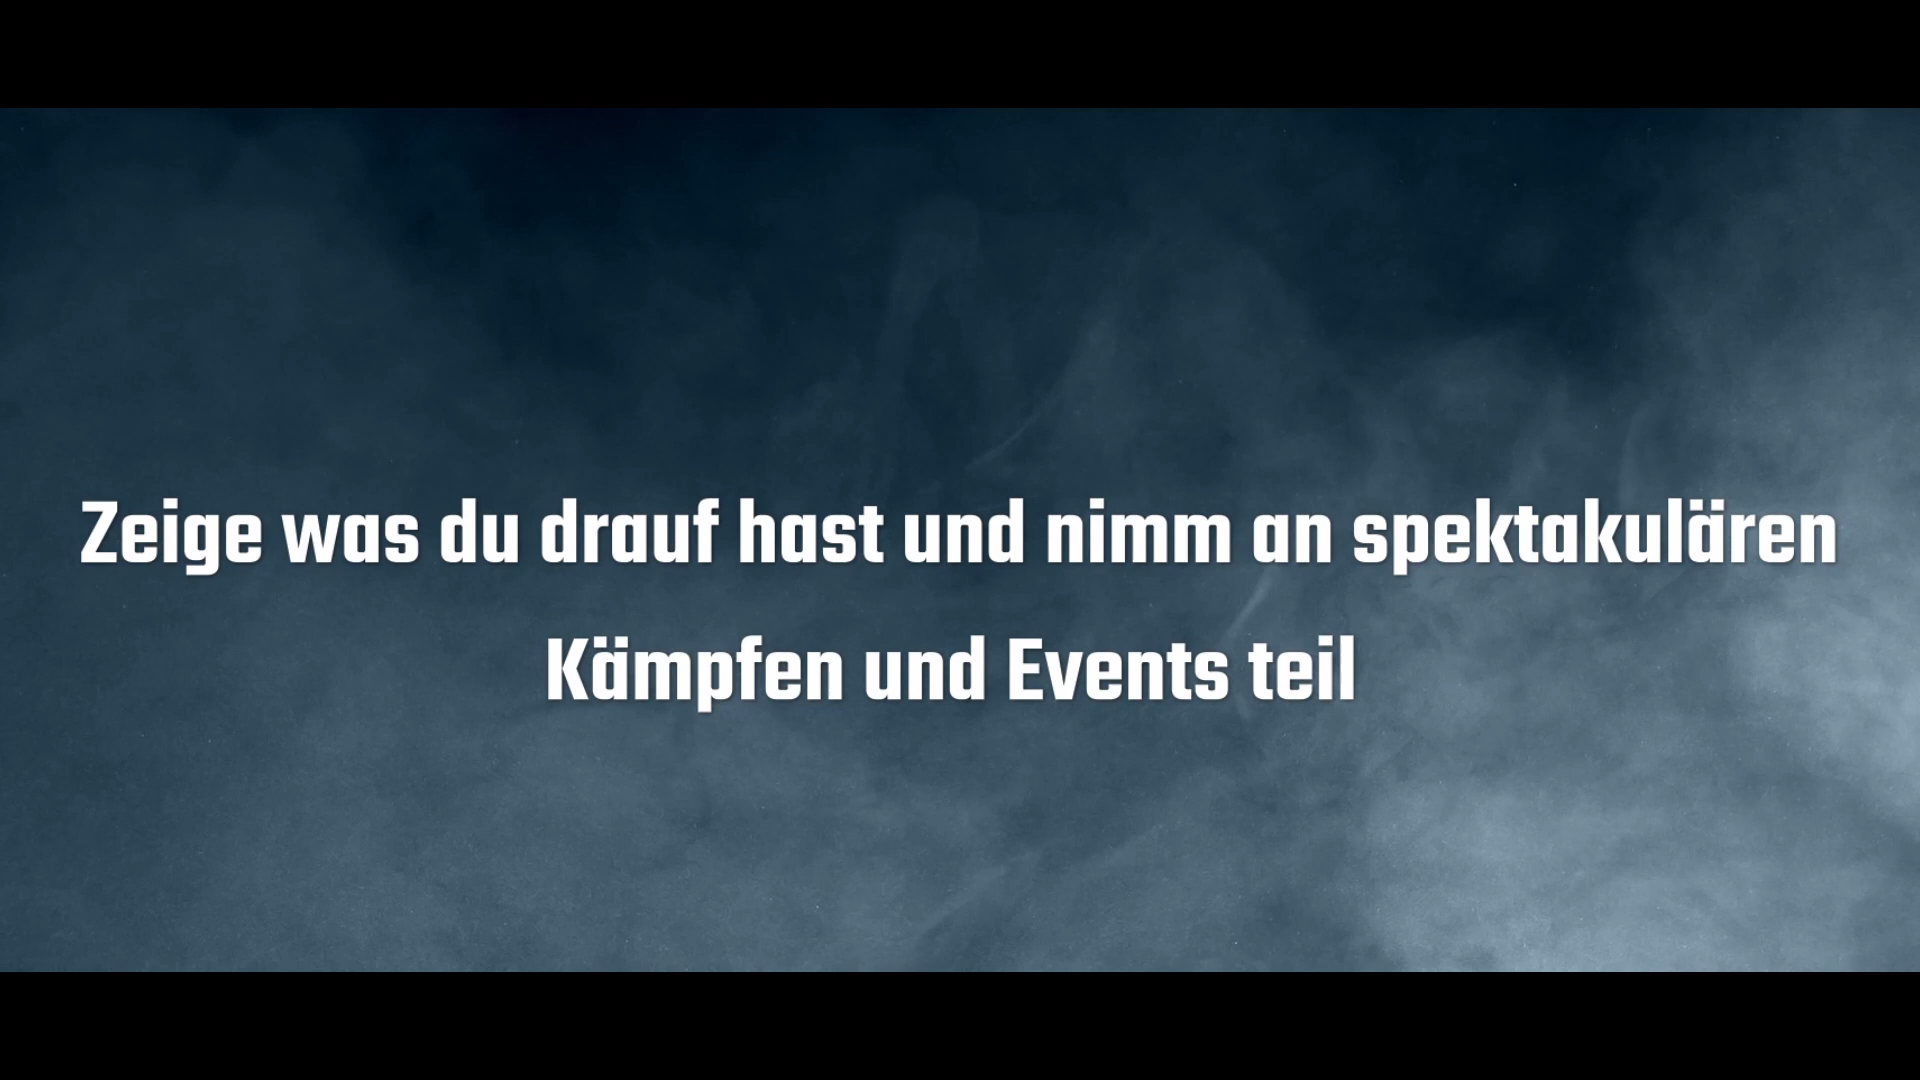 Zeige was du drauf hast und nimm an spektakulären
Kämpfen und Events teil